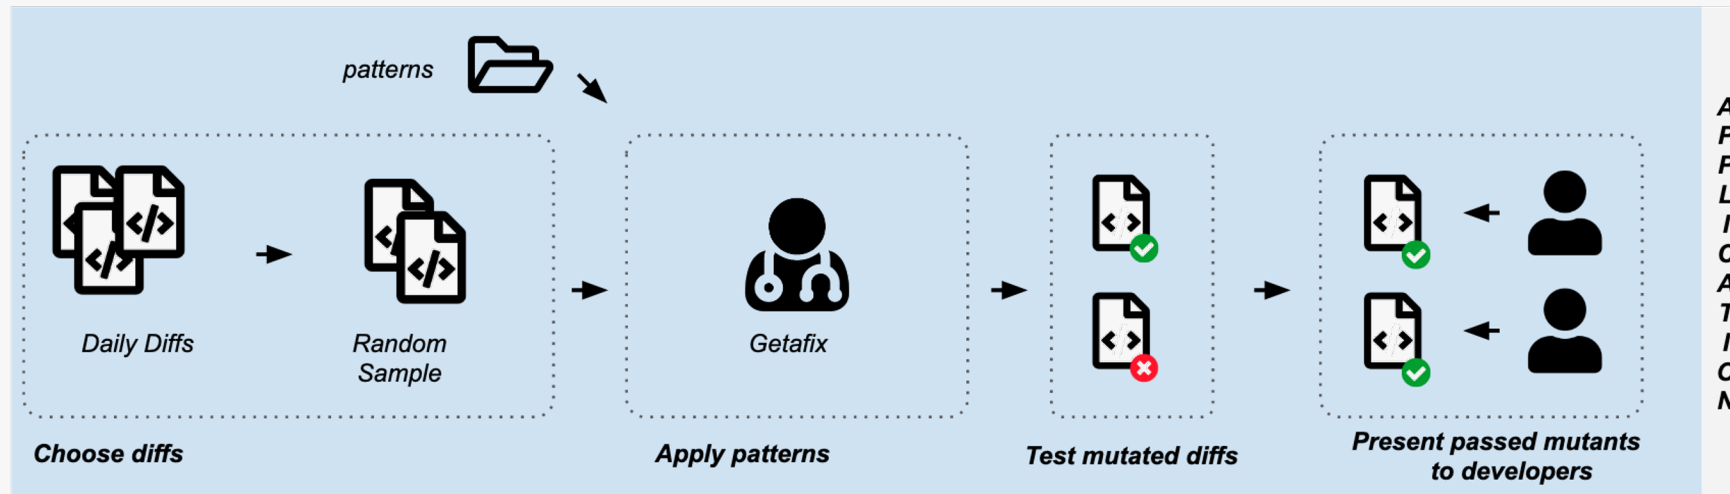 patterns
Daily Diffs
Random
Sample
Getafix
Choose diffs
Apply patterns
Test mutated diffs
Present passed mutants
to developers